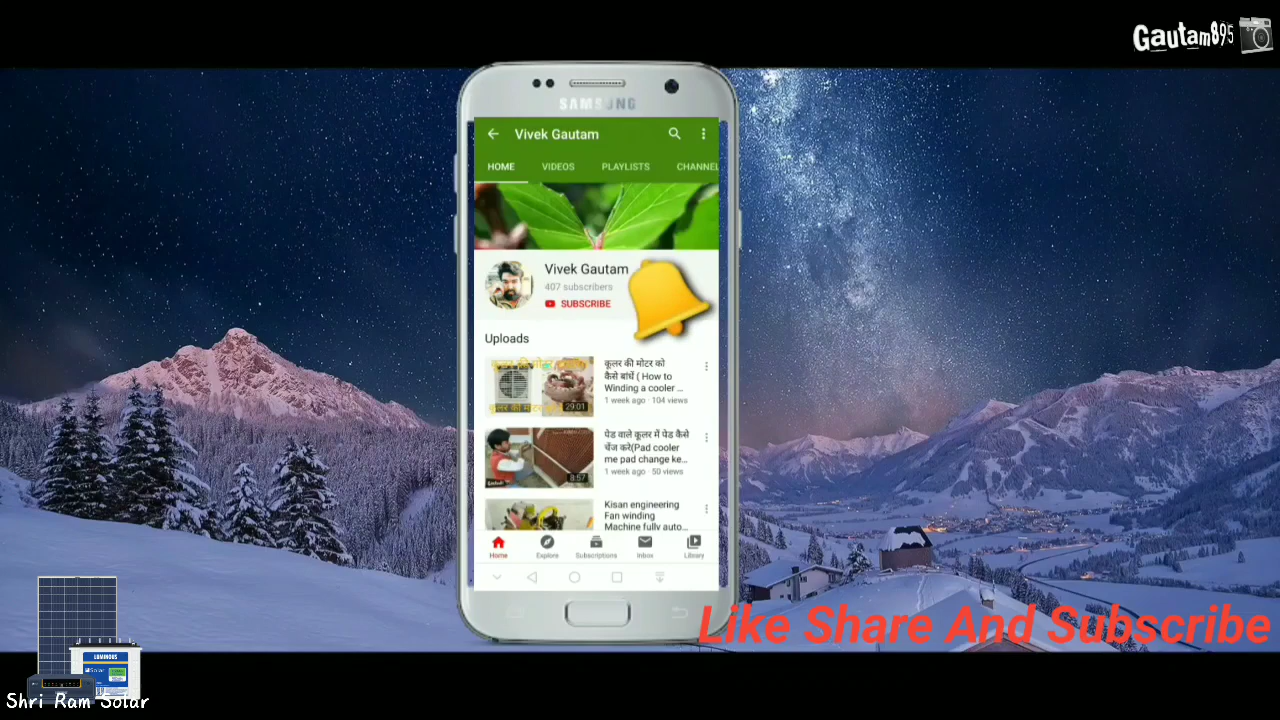 Gautam895
SAMSUNG
Vivek Gautam
HOME VIDEOS PLAYLISTS CHANNEL
Vivek Gautam
407 subscribers
SUBSCRIBE
Uploads
कूलर की मोटर को
कैसे बांधें ( How to
Winding a cooler ...
1 week ago · 104 views
29:01
पेड वाले कूलर में पेड कैसे
चेंज करे(Pad cooler
me pad change ke...
1 week ago · 50 views
8:57
Kisan engineering
Fan winding
Machine fully auto...
Home Explore Subscriptions Inbox Library
Like Share And Subscribe
LUMINOUS
Solar
Shri Ram Solar